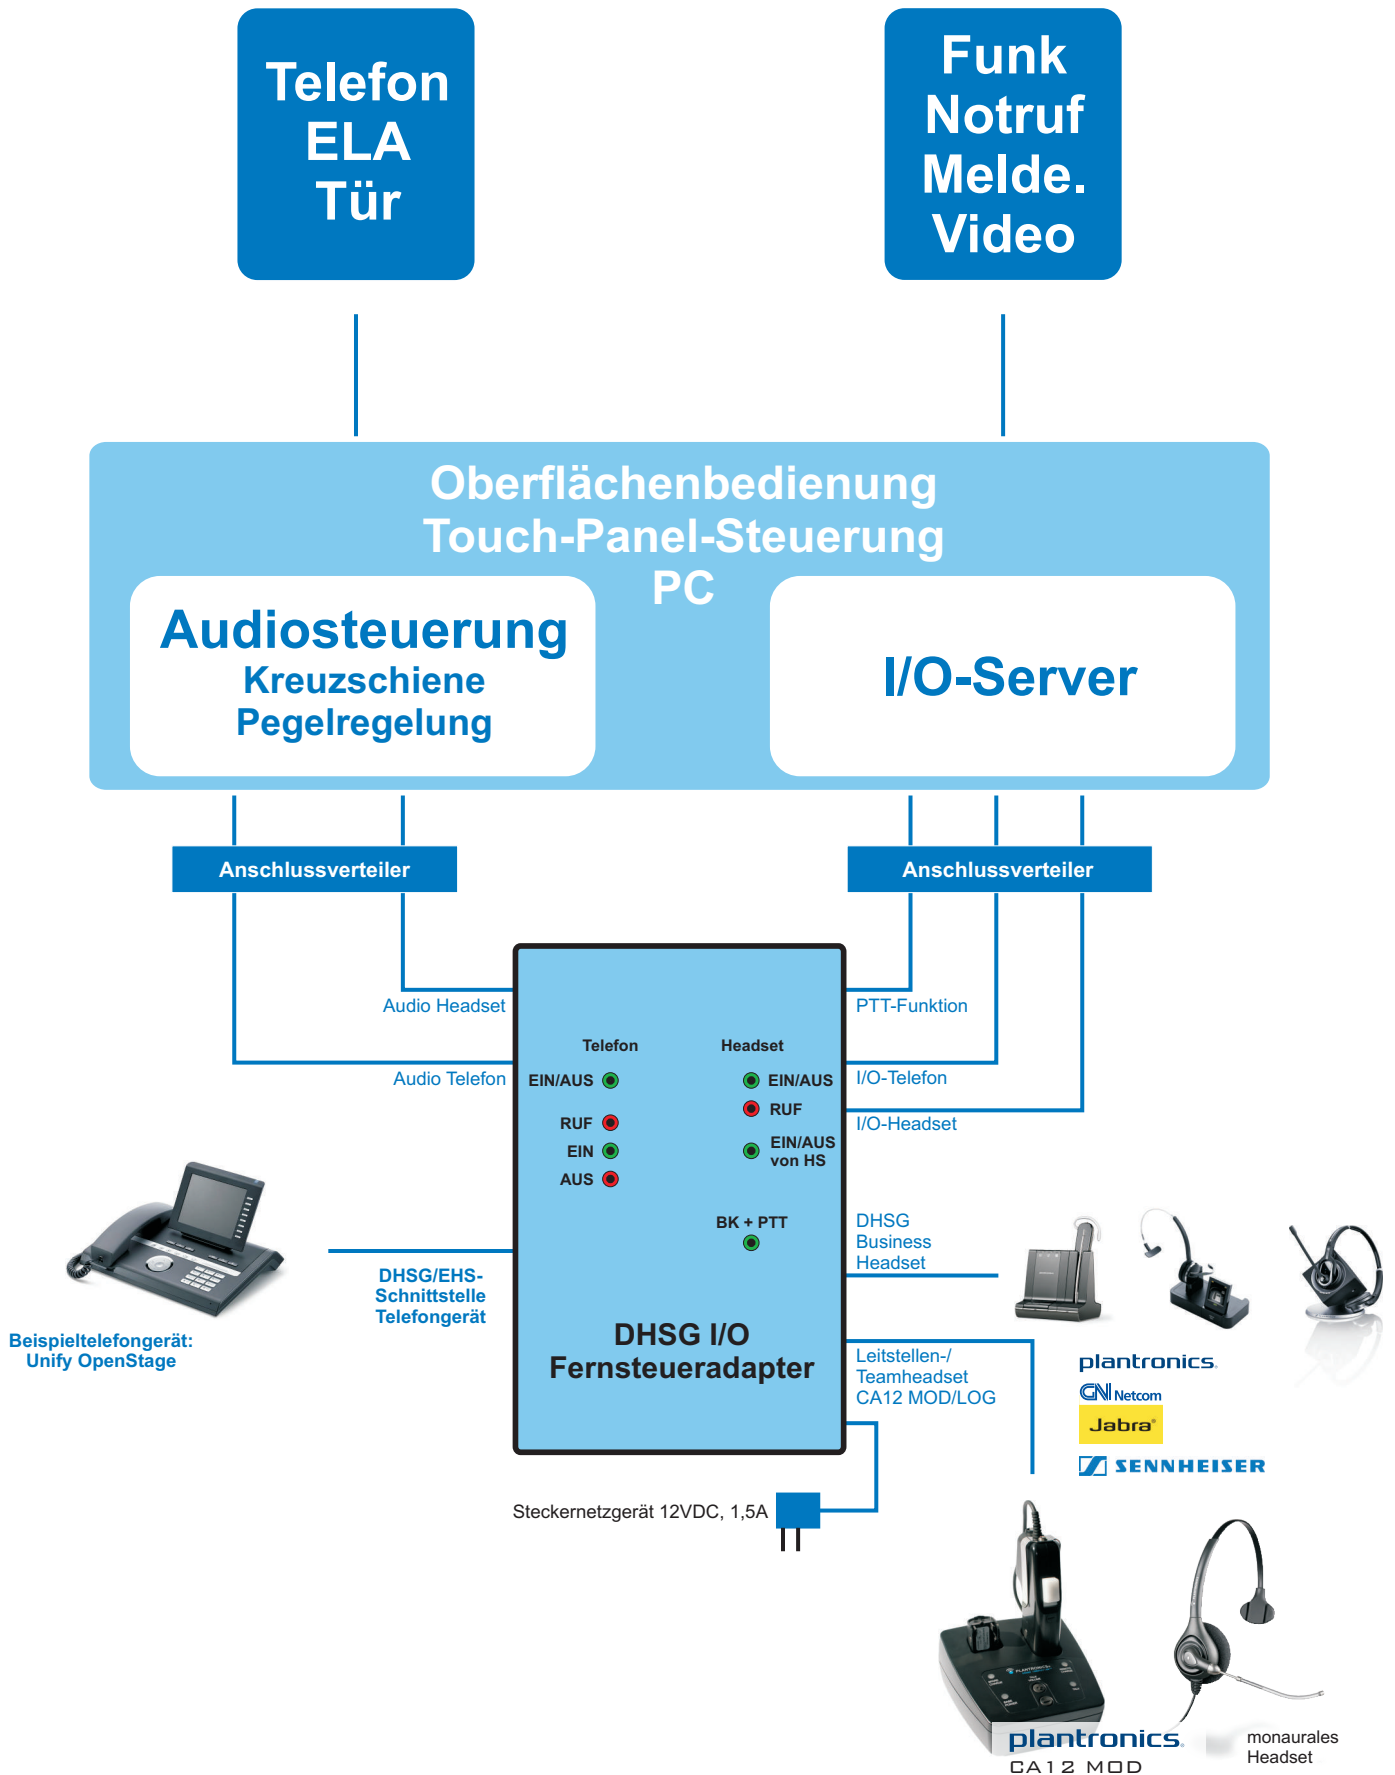 Telefon
ELA
Tür
Funk
Notruf
Melde.
Video
Oberflächenbedienung
Touch-Panel-Steuerung
PC
Audiosteuerung
Kreuzschiene
Pegelregelung
I/O-Server
Anschlussverteiler
Anschlussverteiler
Audio Headset
PTT-Funktion
Telefon
Headset
Audio Telefon
EIN/AUS
EIN/AUS
I/O-Telefon
RUF
RUF
I/O-Headset
EIN
EIN/AUS
von HS
AUS
BK + PTT
DHSG
Business
Headset
DHSG/EHS-
Schnittstelle
Telefongerät
Beispieltelefongerät:
Unify OpenStage
DHSG I/O
Fernsteueradapter
Leitstellen-/
Teamheadset
CA12 MOD/LOG
plantronics.
GN Netcom
Jabra®
SENNHEISER
Steckernetzgerät 12VDC, 1,5A
PLANTRONICS
plantronics.
CA12 MOD
monaurales
Headset